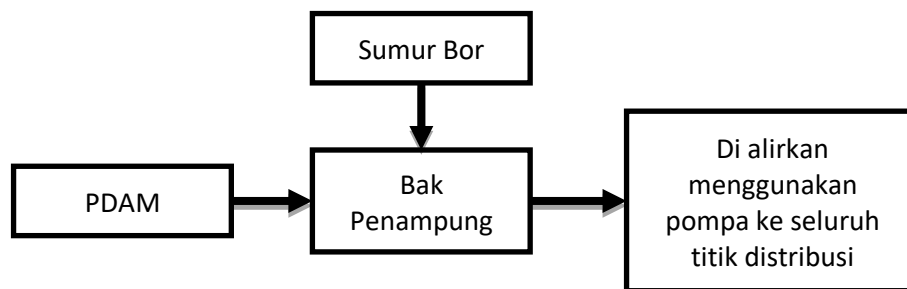 Sumur Bor
PDAM
Bak
Penampung
Di alirkan
menggunakan
pompa ke seluruh
titik distribusi